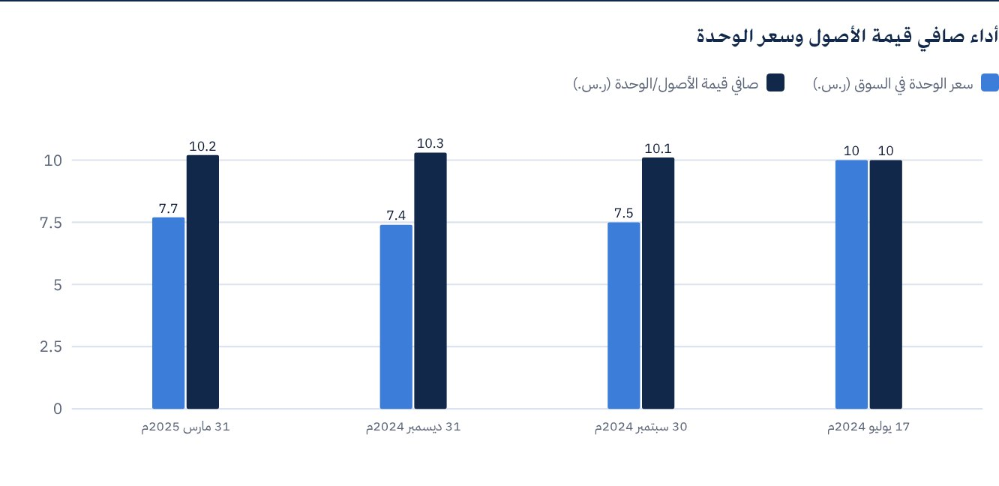 أداء صافي قيمة الأصول وسعر الوحدة
سعر الوحدة في السوق (ر.س.) صافي قيمة الأصول/الوحدة (ر.س.)
10.2 10.3 10.1 10 10
7.7 7.4 7.5
10
7.5
5
2.5
0
17 يوليو 2024م 30 سبتمبر 2024م 31 ديسمبر 2024م 31 مارس 2025م